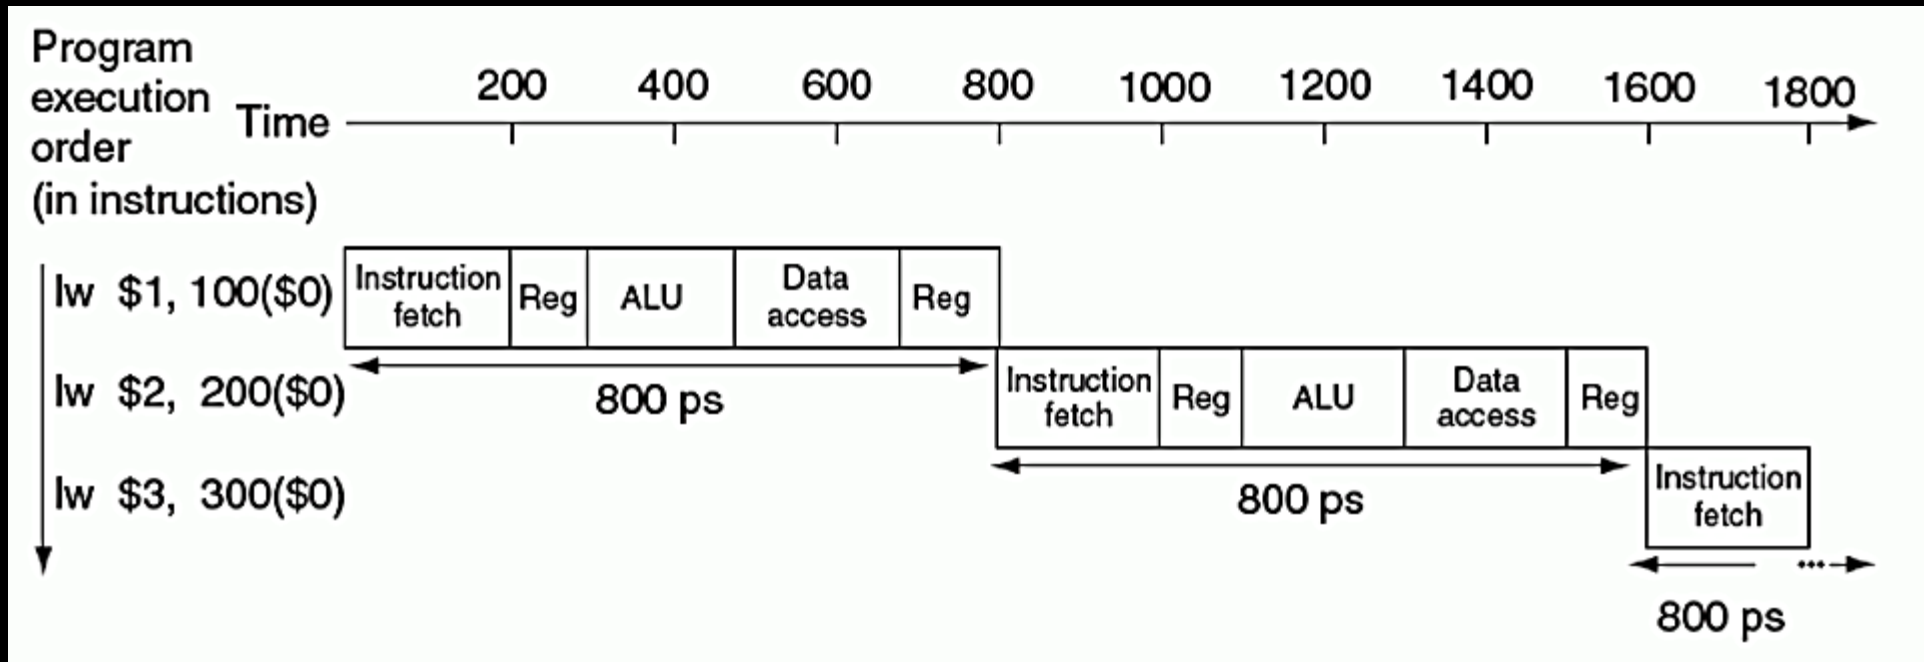 Program
execution
order
(in instructions)
Time
200 400 600 800 1000 1200 1400 1600 1800
lw $1, 100($0)
Instruction
fetch
Reg
ALU
Data
access
Reg
800 ps
lw $2, 200($0)
Instruction
fetch
Reg
ALU
Data
access
Reg
800 ps
lw $3, 300($0)
Instruction
fetch
...
800 ps